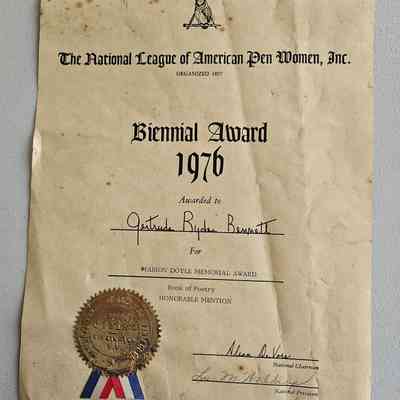 The National League of American Pen Women, Inc.
ORGANIZED 1897
Biennial Award
1976
Awarded to
Gertrude Ryder Bennett
For
MARION DOYLE MEMORIAL AWARD
Book of Poetry
HONORABLE MENTION
National Chairman
National President